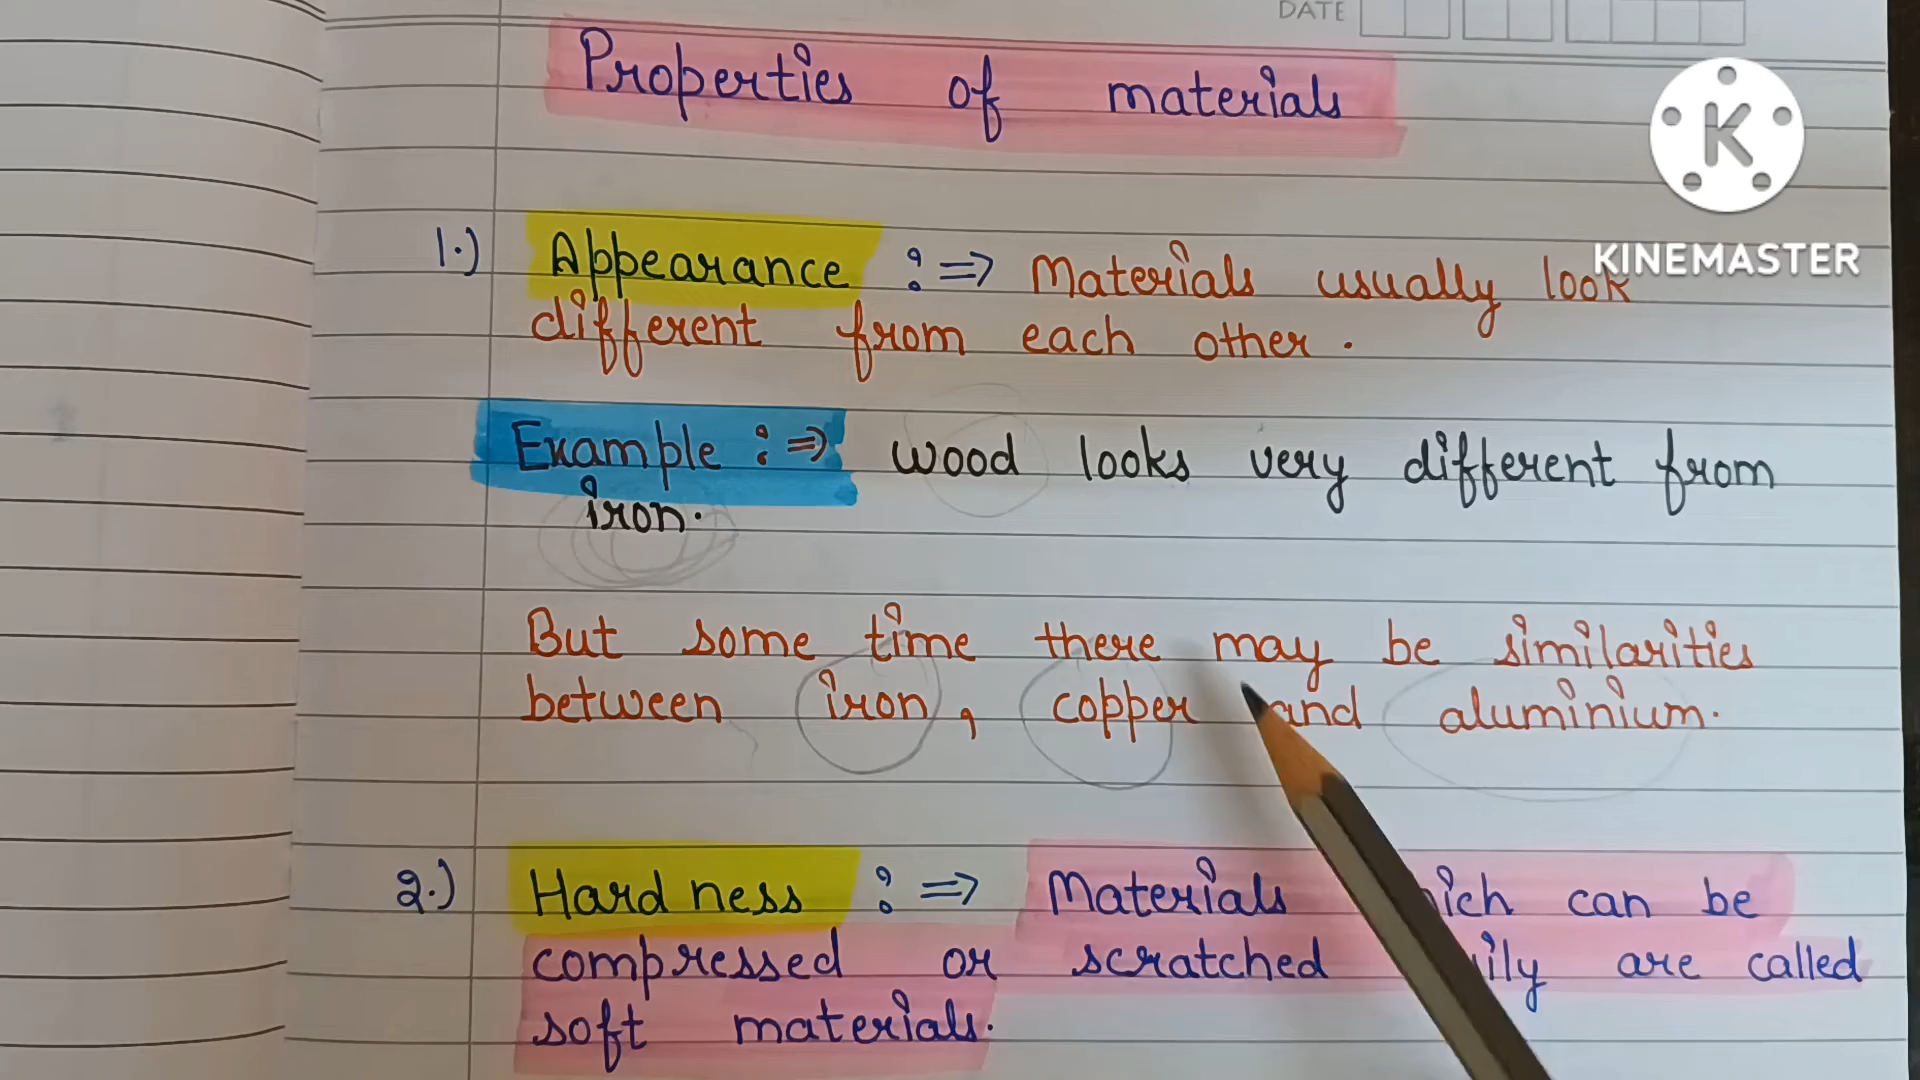 DATE
Properties of materials
K
KINEMASTER
1.) Appearance :⇒ Materials usually look
different from each other.
Example :⇒ wood looks very different from
iron.
But some time there may be similarities
between iron, copper and aluminium.
2.) Hardness :⇒ Materials can be
compressed or scratched are called
soft materials.